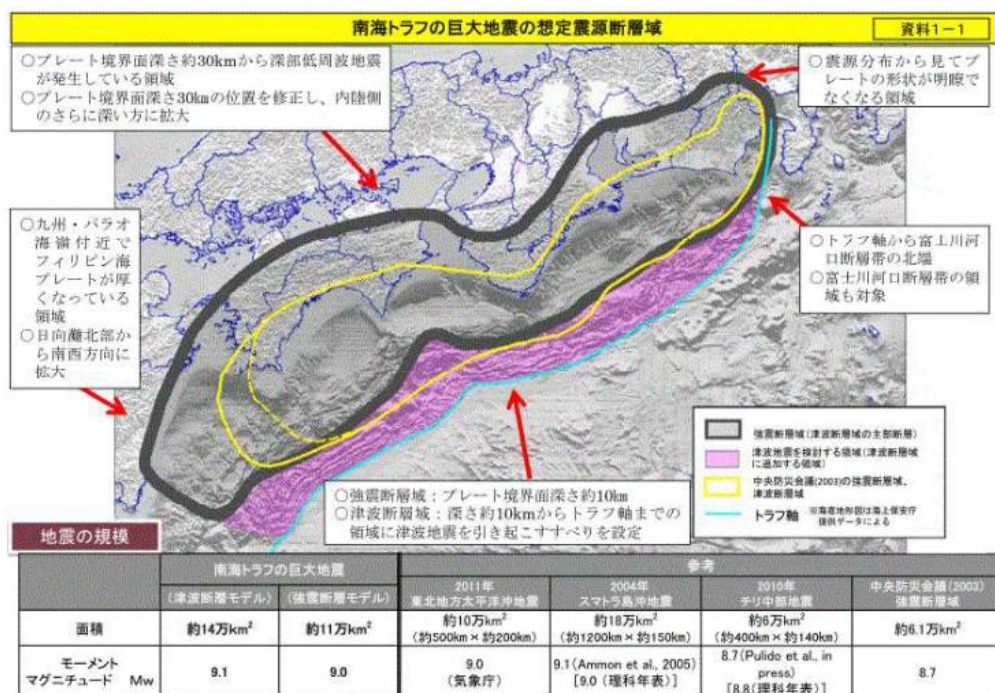 南海トラフの巨大地震の想定震源断層域
資料1-1
○プレート境界面深さ約30kmから深部低周波地震
が発生している領域
○プレート境界面深さ30kmの位置を修正し、内陸側
のさらに深い方に拡大
○震源分布から見てプ
レートの形状が明瞭で
なくなる領域
○九州・パラオ
海嶺付近で
フィリピン海
プレートが厚
くなっている
領域
○日向灘北部か
ら南西方向に
拡大
○トラフ軸から富士川河
口断層帯の北端
○富士川河口断層帯の領
域も対象
○強震断層域：プレート境界面深さ約10km
○津波断層域：深さ約10kmからトラフ軸までの
領域に津波地震を引き起こすすべりを設定
強震断層域(津波断層域の主部断層)
津波地震を検討する領域(津波断層域
に追加する領域)
中央防災会議(2003)の強震断層域、
津波断層域
トラフ軸 ※海底地形図は海上保安庁
提供データによる
地震の規模
南海トラフの巨大地震 参考
(津波断層モデル) (強震断層モデル) 2011年 2004年 2010年 中央防災会議(2003)
東北地方太平洋沖地震 スマトラ島沖地震 チリ中部地震 強震断層域
面積 約14万km² 約11万km² 約10万km² 約18万km² 約6万km² 約6.1万km²
(約500km×約200km) (約1200km×約150km) (約400km×約140km)
モーメント
マグニチュード Mw 9.1 9.0 9.0 9.1(Ammon et al., 2005) 8.7(Pulido et al., in 8.7
(気象庁) [9.0 (理科年表)] press)
[8.8(理科年表)]